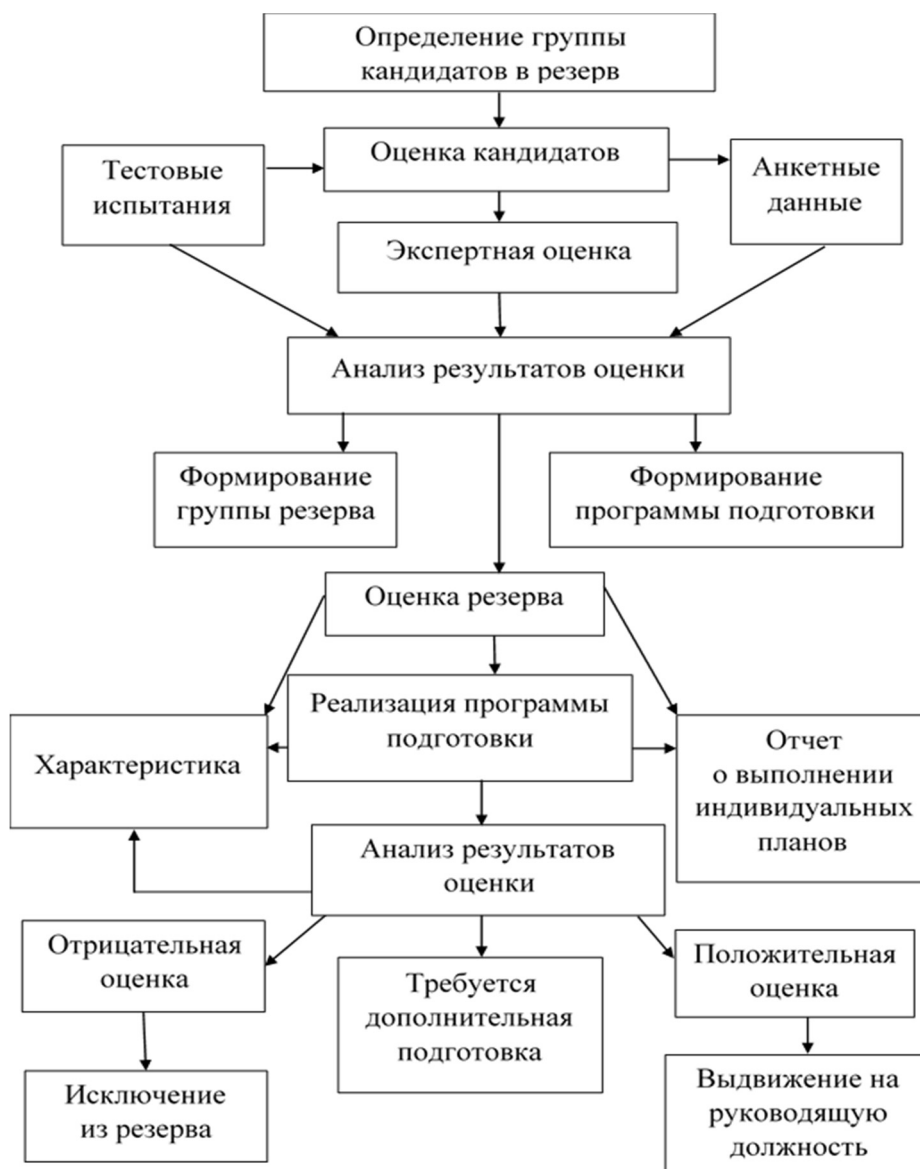 Определение группы
кандидатов в резерв
Оценка кандидатов
Тестовые
испытания
Анкетные
данные
Экспертная оценка
Анализ результатов оценки
Формирование
группы резерва
Формирование
программы подготовки
Оценка резерва
Реализация программы
подготовки
Характеристика
Отчет
о выполнении
индивидуальных
планов
Анализ результатов
оценки
Отрицательная
оценка
Требуется
дополнительная
подготовка
Положительная
оценка
Исключение
из резерва
Выдвижение на
руководящую
должность